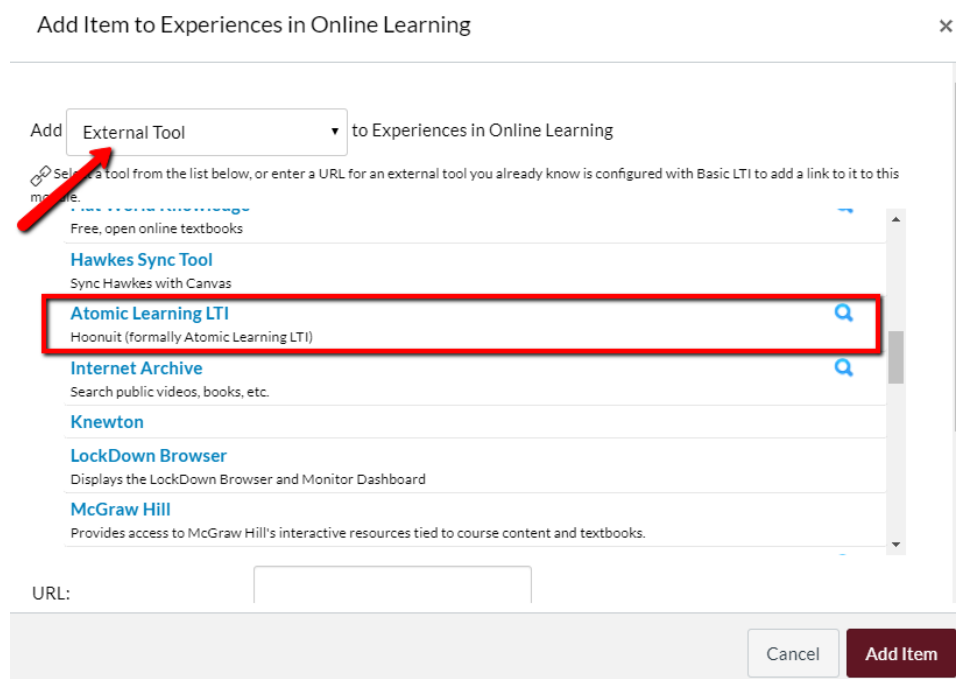 Add Item to Experiences in Online Learning
Add External Tool to Experiences in Online Learning
Select a tool from the list below, or enter a URL for an external tool you already know is configured with Basic LTI to add a link to it to this
module.
Flat World Knowledge
Free, open online textbooks
Hawkes Sync Tool
Sync Hawkes with Canvas
Atomic Learning LTI
Hoonuit (formally Atomic Learning LTI)
Internet Archive
Search public videos, books, etc.
Knewton
LockDown Browser
Displays the LockDown Browser and Monitor Dashboard
McGraw Hill
Provides access to McGraw Hill's interactive resources tied to course content and textbooks.
URL:
Cancel Add Item